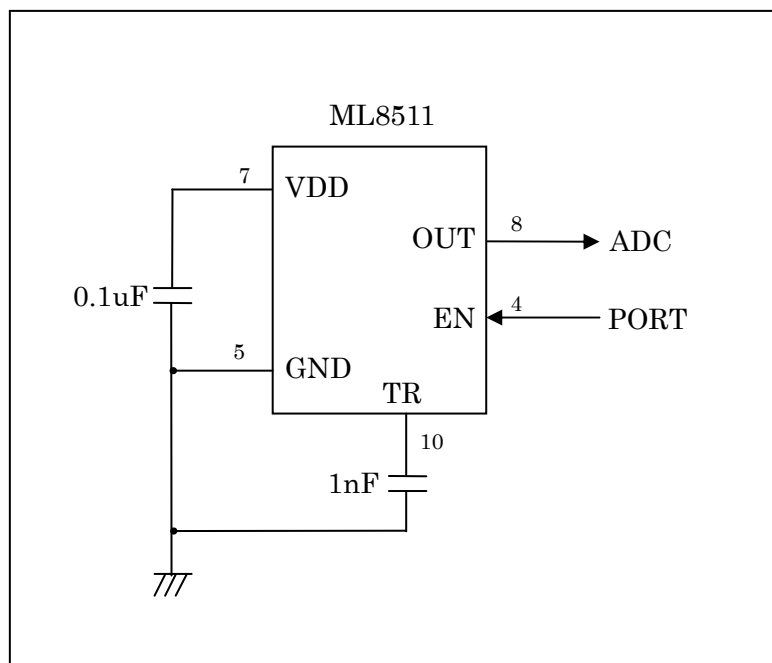 ML8511
7
VDD
8
OUT
ADC
0.1uF
4
EN
PORT
5
GND
TR
10
1nF